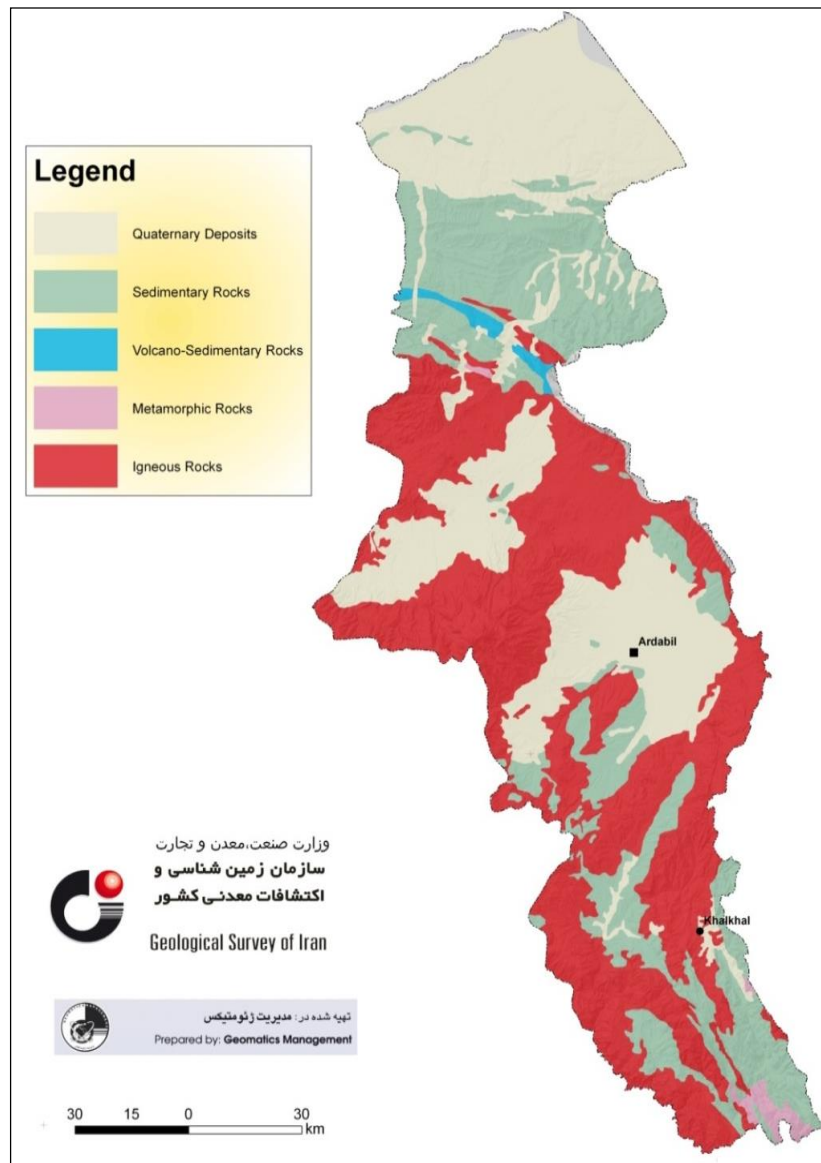 Legend
Quaternary Deposits
Sedimentary Rocks
Volcano-Sedimentary Rocks
Metamorphic Rocks
Igneous Rocks
Ardabil
Khalkhal
وزارت صنعت،معدن و تجارت
سازمان زمین شناسی و
اکتشافات معدنی کشور
Geological Survey of Iran
تهیه شده در: مدیریت ژئوماتیکس
Prepared by: Geomatics Management
30 15 0 30
km